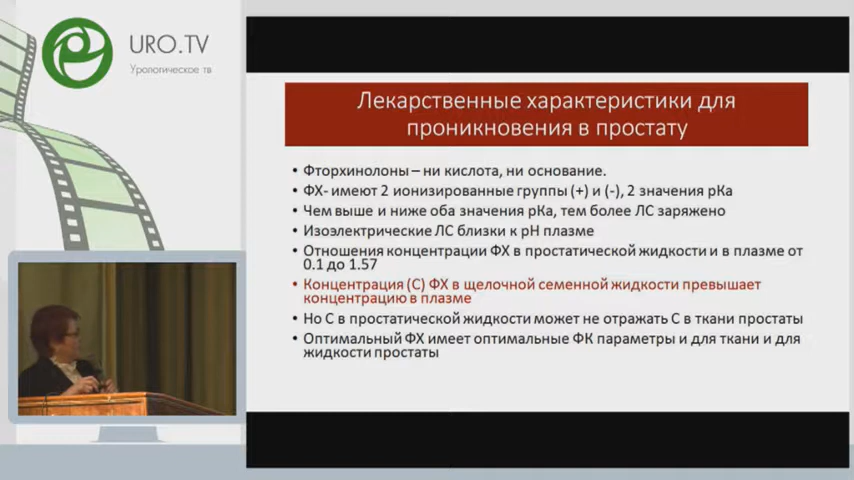 URO.TV
Урологическое тв
Лекарственные характеристики для
проникновения в простату
• Фторхинолоны – ни кислота, ни основание.
• ФХ- имеют 2 ионизированные группы (+) и (-), 2 значения рКа
• Чем выше и ниже оба значения рКа, тем более ЛС заряжено
• Изоэлектрические ЛС близки к рН плазме
• Отношения концентрации ФХ в простатической жидкости и в плазме от
0.1 до 1.57
• Концентрация (С) ФХ в щелочной семенной жидкости превышает
концентрацию в плазме
• Но С в простатической жидкости может не отражать С в ткани простаты
• Оптимальный ФХ имеет оптимальные ФК параметры и для ткани и для
жидкости простаты